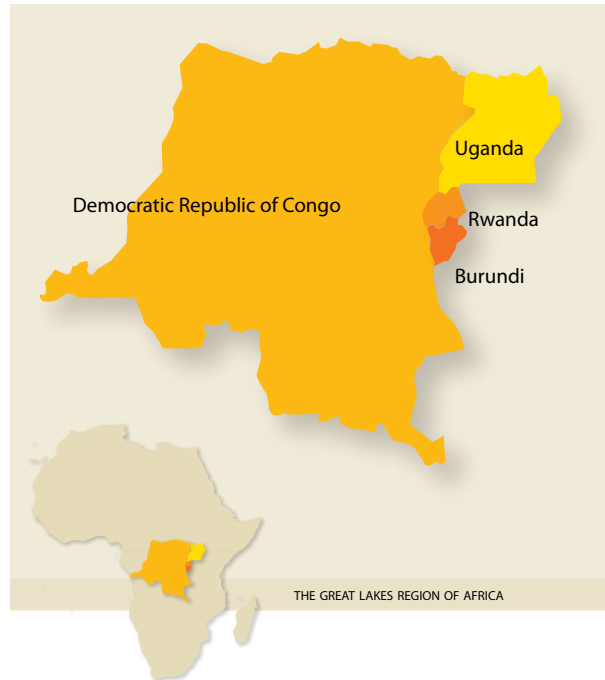 Uganda
Democratic Republic of Congo
Rwanda
Burundi
THE GREAT LAKES REGION OF AFRICA